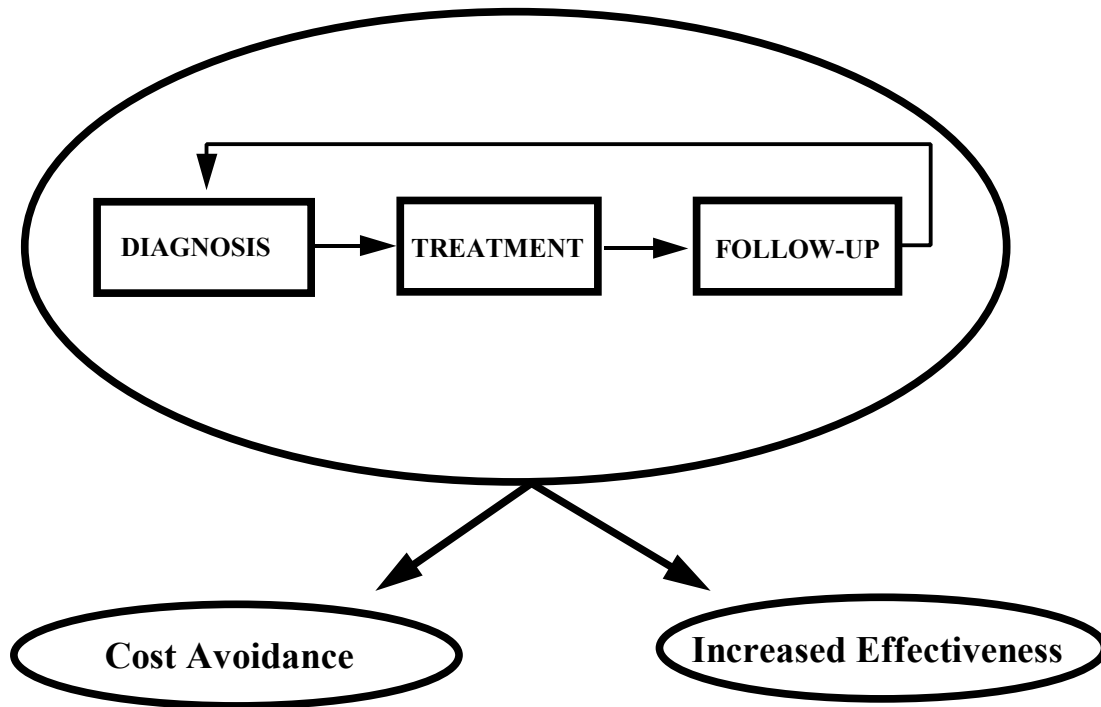 DIAGNOSIS
TREATMENT
FOLLOW-UP
Cost Avoidance
Increased Effectiveness